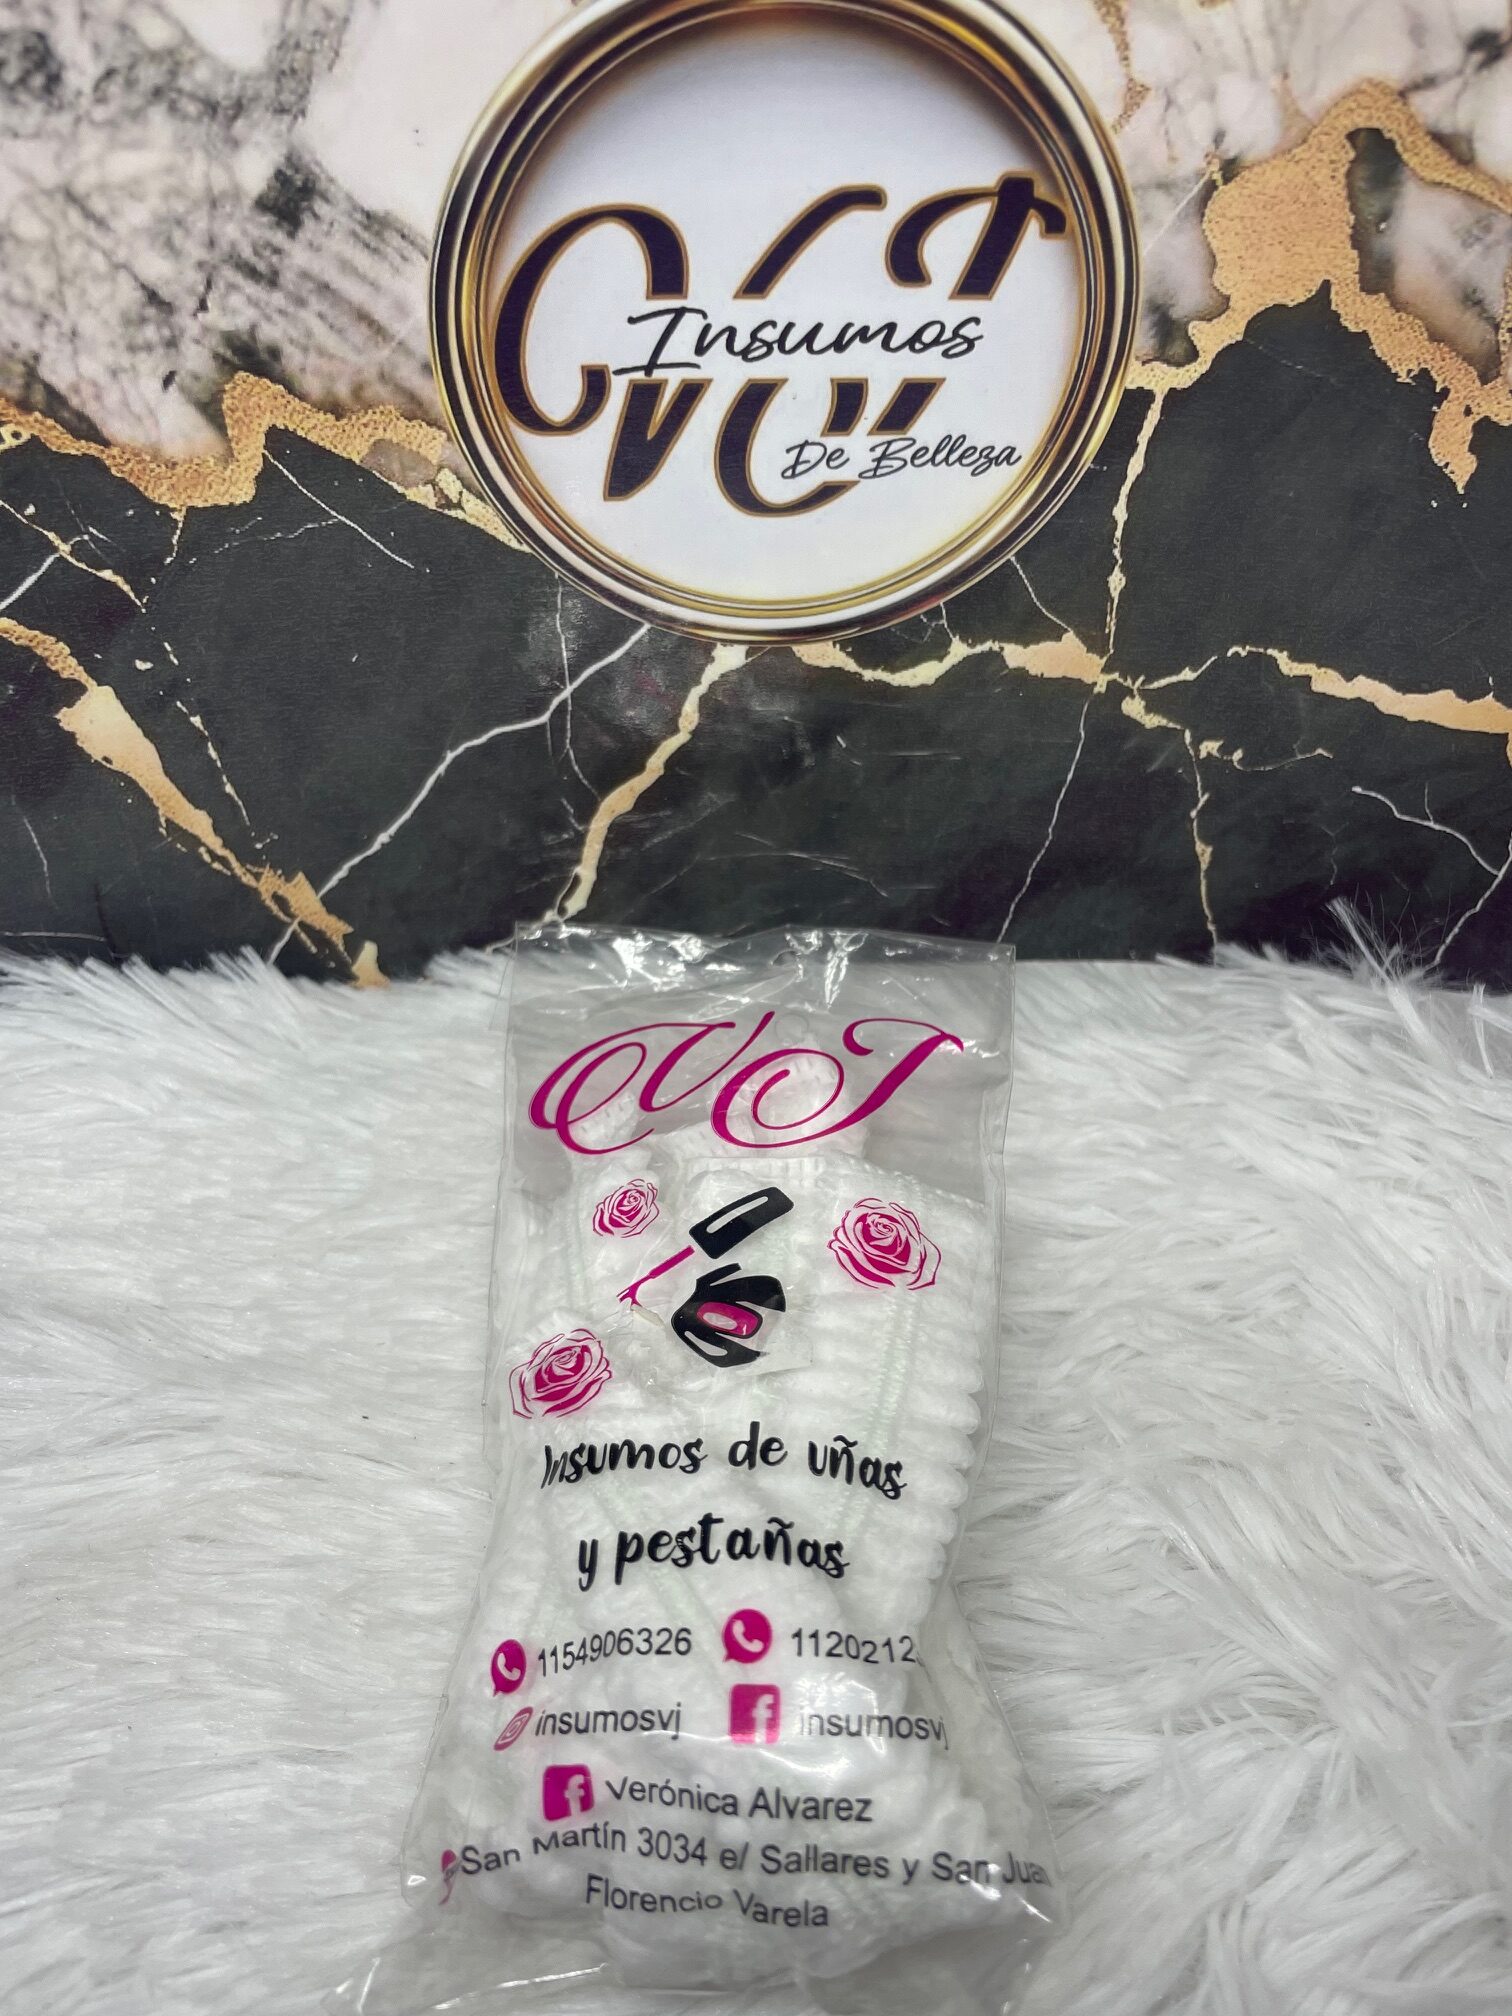 VJ
Insumos
De Belleza
VJ
Insumos de uñas
y pestañas
1154906326 1120212
insumosvj insumosvj
Verónica Alvarez
San Martín 3034 e/ Sallares y San Juan
Florencio Varela